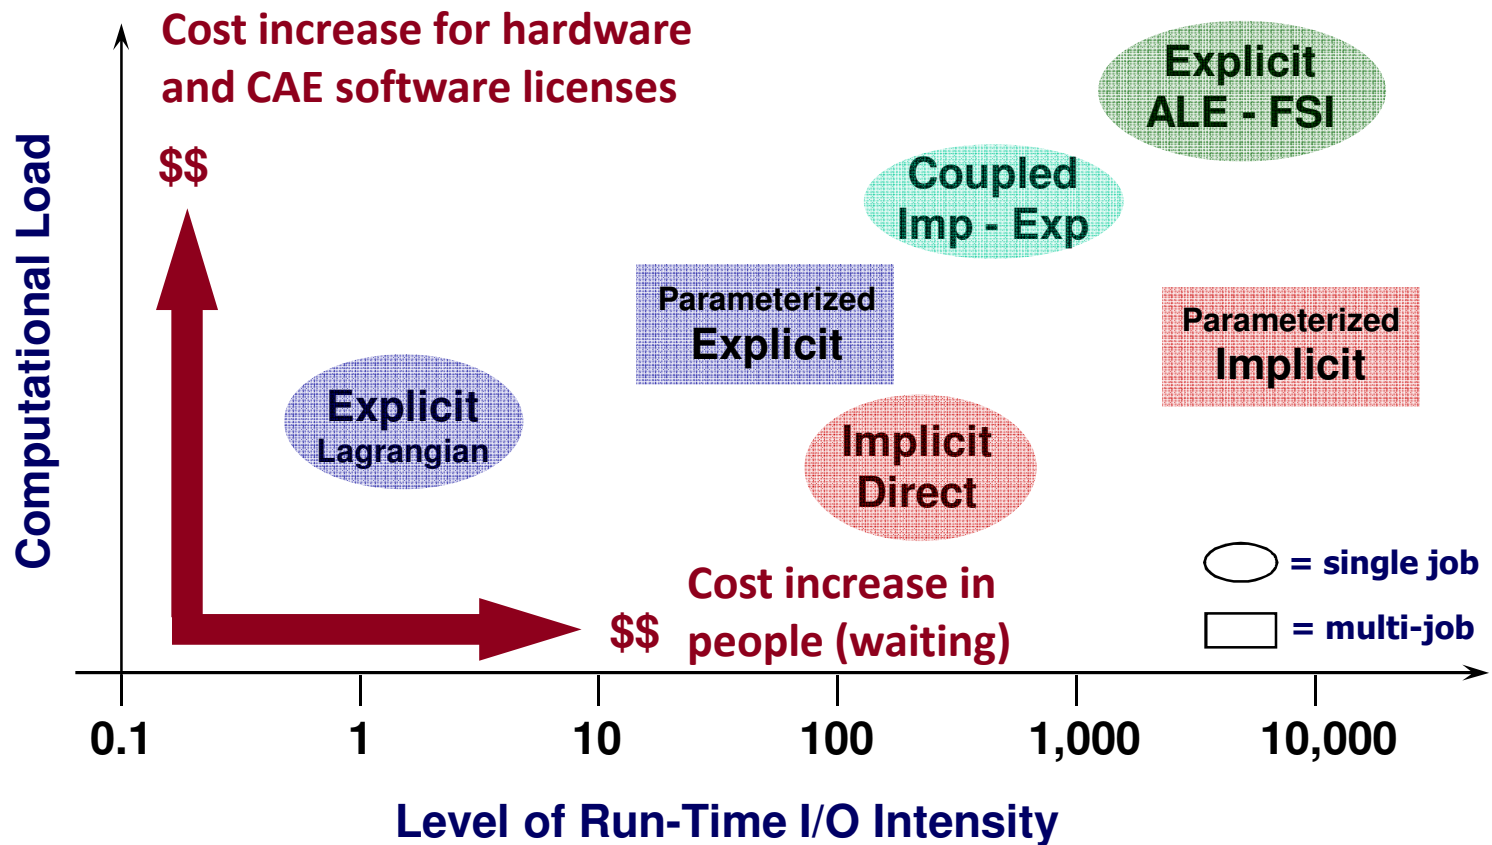 Cost increase for hardware
and CAE software licenses
$$
Computational Load
Explicit
ALE - FSI
Coupled
Imp - Exp
Parameterized
Explicit
Parameterized
Implicit
Explicit
Lagrangian
Implicit
Direct
= single job
= multi-job
$$
Cost increase in
people (waiting)
0.1 1 10 100 1,000 10,000
Level of Run-Time I/O Intensity